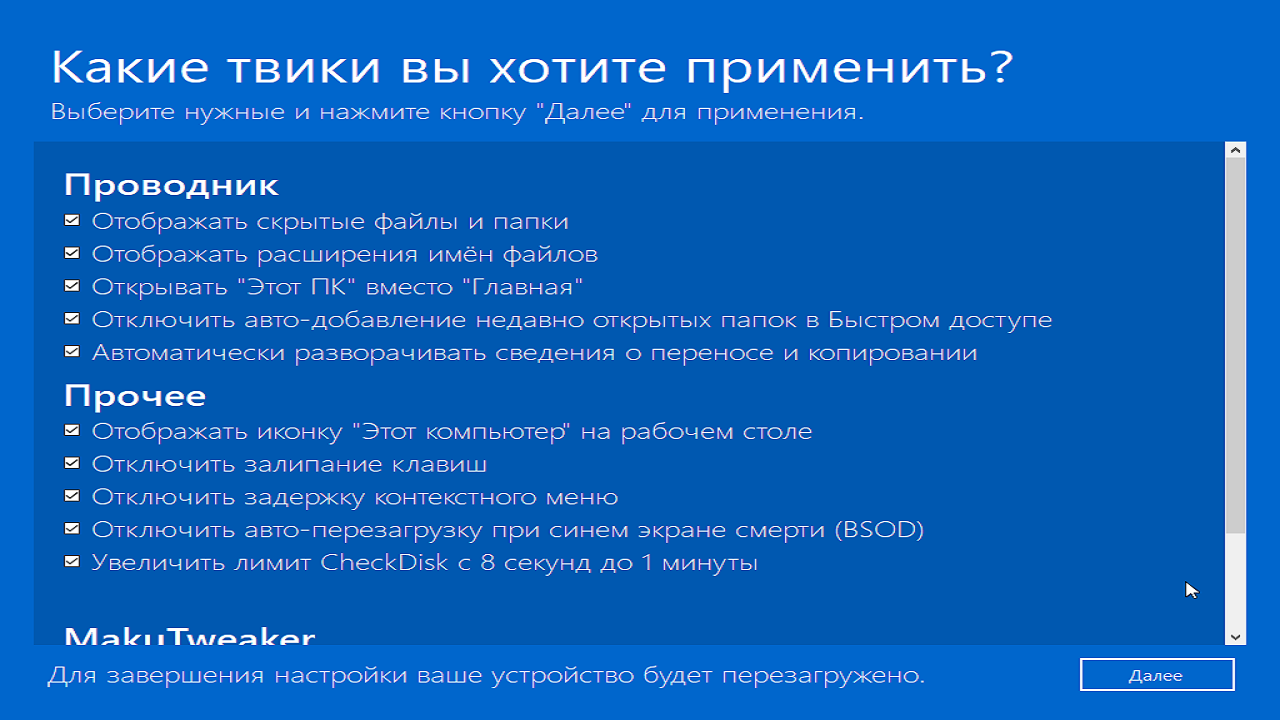 Какие твики вы хотите применить?
Выберите нужные и нажмите кнопку "Далее" для применения.
Проводник
Отображать скрытые файлы и папки
Отображать расширения имён файлов
Открывать "Этот ПК" вместо "Главная"
Отключить авто-добавление недавно открытых папок в Быстром доступе
Автоматически разворачивать сведения о переносе и копировании
Прочее
Отображать иконку "Этот компьютер" на рабочем столе
Отключить залипание клавиш
Отключить задержку контекстного меню
Отключить авто-перезагрузку при синем экране смерти (BSOD)
Увеличить лимит CheckDisk с 8 секунд до 1 минуты
MakuTweaker
Для завершения настройки ваше устройство будет перезагружено.
Далее